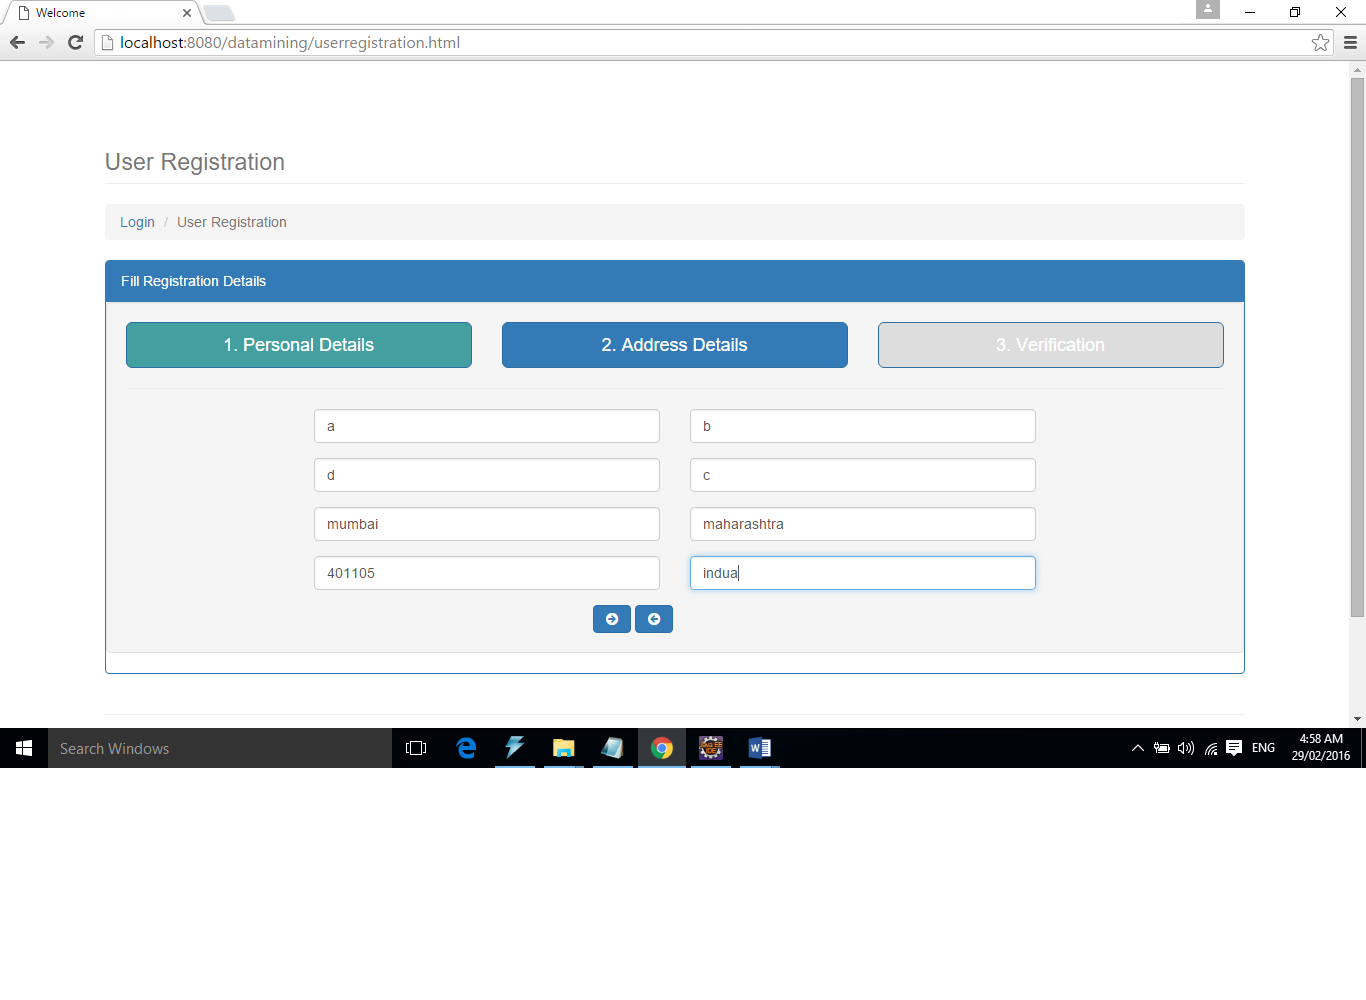 Welcome
localhost:8080/datamining/userregistration.html
User Registration
Login / User Registration
Fill Registration Details
1. Personal Details 2. Address Details 3. Verification
a b
d c
mumbai maharashtra
401105 indua
Search Windows
ENG
4:58 AM
29/02/2016